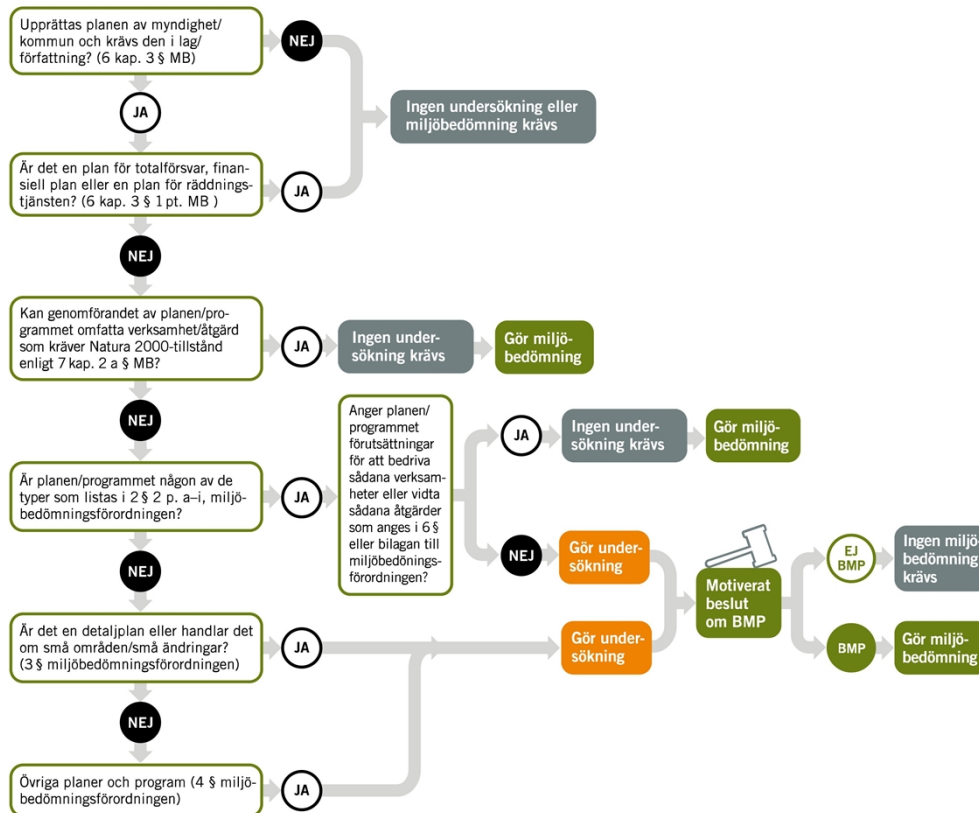 Upprättas planen av myndighet/
kommun och krävs den i lag/
författning? (6 kap. 3 § MB)
NEJ
JA
Ingen undersökning eller
miljöbedömning krävs
Är det en plan för totalförsvar, finan-
siell plan eller en plan för räddnings-
tjänsten? (6 kap. 3 § 1 pt. MB )
JA
NEJ
Kan genomförandet av planen/pro-
grammet omfatta verksamhet/åtgärd
som kräver Natura 2000-tillstånd
enligt 7 kap. 2 a § MB?
JA
Ingen under-
sökning krävs
Gör miljö-
bedömning
NEJ
Är planen/programmet någon av de
typer som listas i 2 § 2 p. a–i, miljö-
bedömningsförordningen?
JA
Anger planen/
programmet
förutsättningar
för att bedriva
sådana verksam-
heter eller vidta
sådana åtgärder
som anges i 6 §
eller bilagan till
miljöbedönings-
förordningen?
JA
Ingen under-
sökning krävs
Gör miljö-
bedömning
NEJ
Gör under-
sökning
NEJ
Är det en detaljplan eller handlar det
om små områden/små ändringar?
(3 § miljöbedömningsförordningen)
JA
Gör under-
sökning
Motiverat
beslut
om BMP
EJ
BMP
Ingen miljö-
bedömning
krävs
BMP
Gör miljö-
bedömning
NEJ
Övriga planer och program (4 § miljö-
bedömningsförordningen)
JA